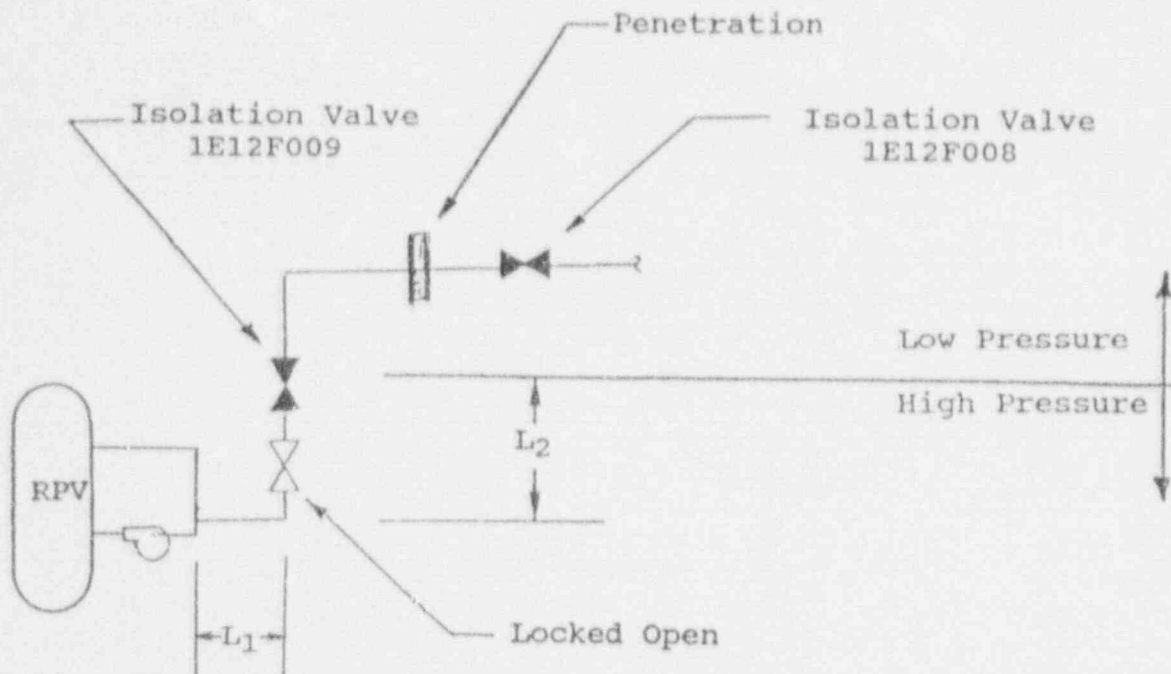 Penetration
Isolation Valve
1E12F009
Isolation Valve
1E12F008
Low Pressure
High Pressure
L2
RPV
L1
Locked Open